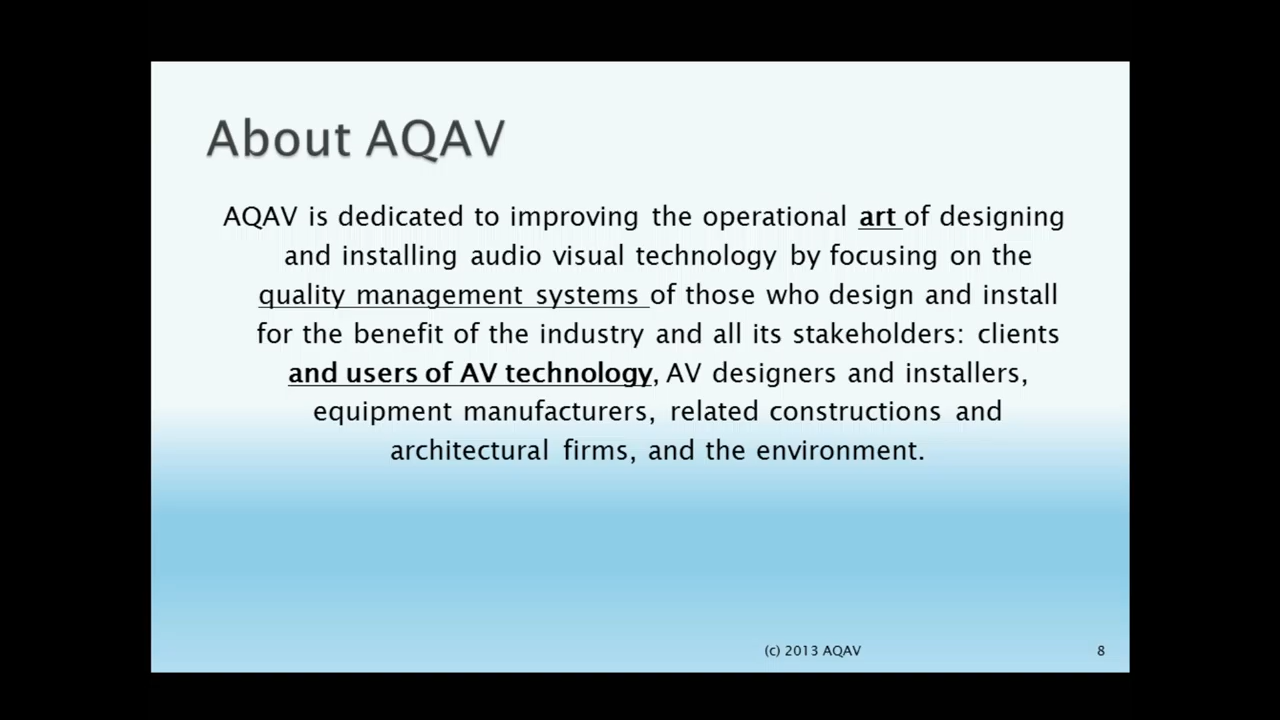 About AQAV
AQAV is dedicated to improving the operational art of designing
and installing audio visual technology by focusing on the
quality management systems of those who design and install
for the benefit of the industry and all its stakeholders: clients
and users of AV technology, AV designers and installers,
equipment manufacturers, related constructions and
architectural firms, and the environment.
(c) 2013 AQAV 8